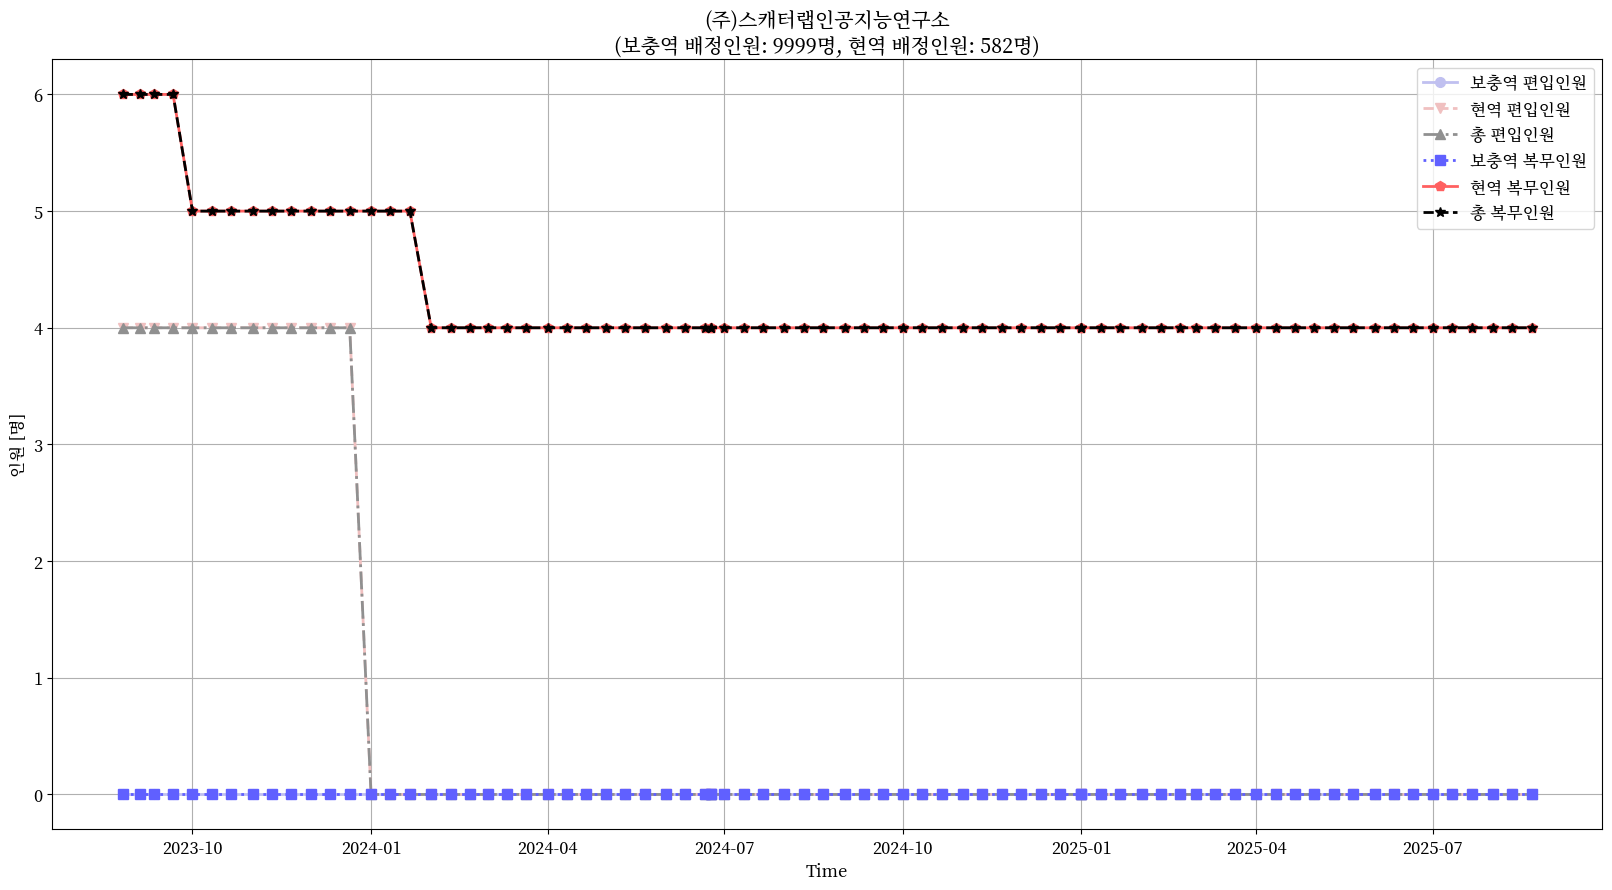 (주)스캐터랩인공지능연구소
(보충역 배정인원: 9999명, 현역 배정인원: 582명)
보충역 편입인원
현역 편입인원
총 편입인원
보충역 복무인원
현역 복무인원
총 복무인원
인원 [명]
6
5
4
3
2
1
0
2023-10
2024-01
2024-04
2024-07
2024-10
2025-01
2025-04
2025-07
Time